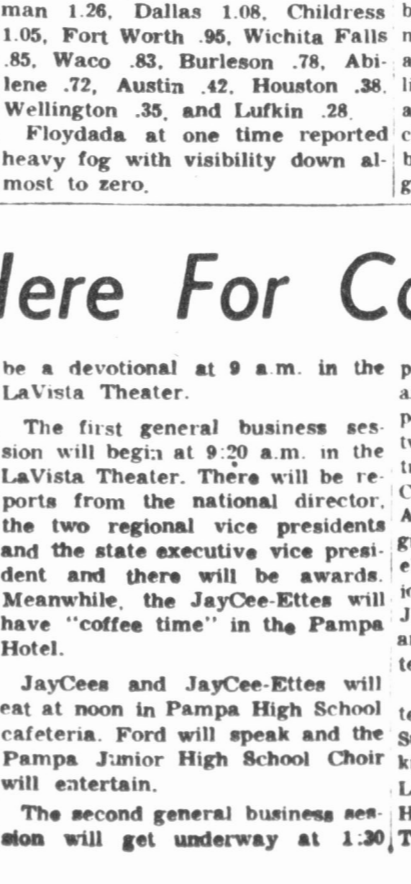 man 1.26, Dallas 1.08, Childress
1.05, Fort Worth .95, Wichita Falls
.85, Waco .83, Burleson .78, Abi-
lene .72, Austin .42, Houston .38,
Wellington .35, and Lufkin .28.
Floydada at one time reported
heavy fog with visibility down al-
most to zero.
ere For Co
be a devotional at 9 a.m. in the
LaVista Theater.
The first general business ses-
sion will begin at 9:20 a.m. in the
LaVista Theater. There will be re-
ports from the national director,
the two regional vice presidents
and the state executive vice presi-
dent and there will be awards.
Meanwhile, the JayCee-Ettes will
have "coffee time" in the Pampa
Hotel.
JayCees and JayCee-Ettes will
eat at noon in Pampa High School
cafeteria. Ford will speak and the
Pampa Junior High School Choir
will entertain.
The second general business ses-
sion will get underway at 1:30